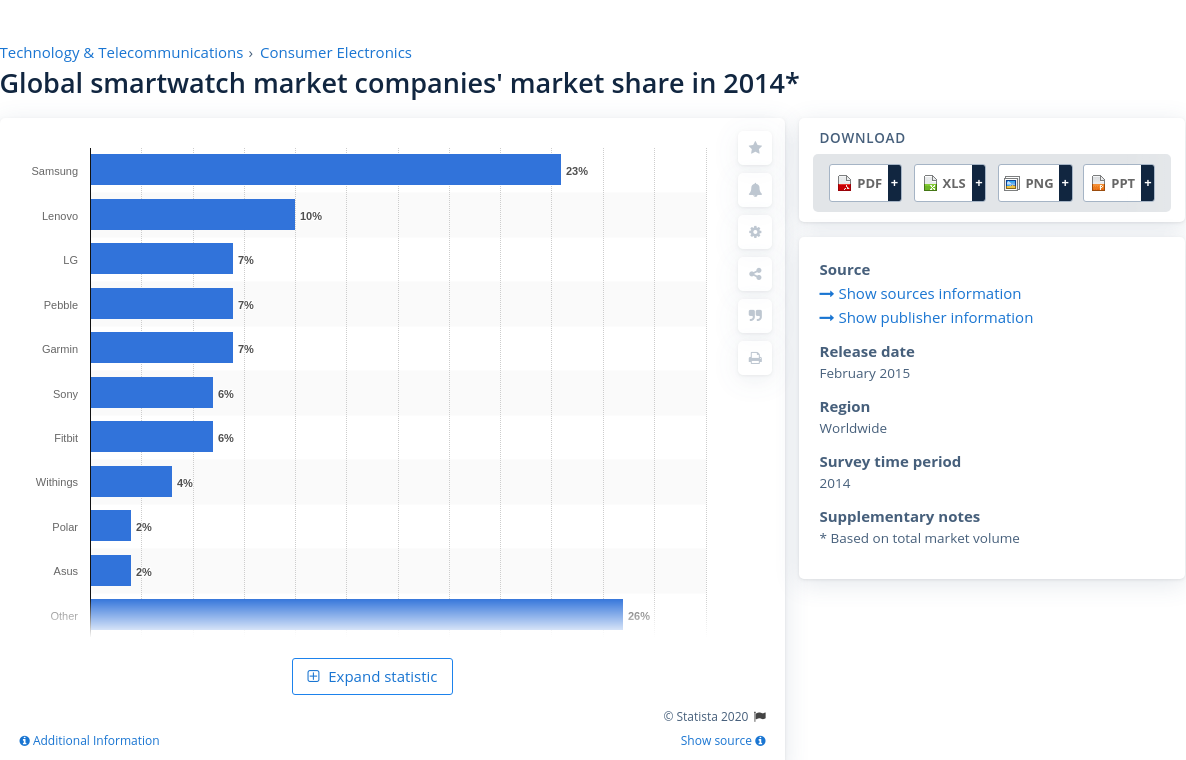 Technology & Telecommunications › Consumer Electronics
Global smartwatch market companies' market share in 2014*
Samsung 23%
Lenovo 10%
LG 7%
Pebble 7%
Garmin 7%
Sony 6%
Fitbit 6%
Withings 4%
Polar 2%
Asus 2%
Other 26%
Expand statistic
© Statista 2020
Additional Information
Show source
DOWNLOAD
PDF + XLS + PNG + PPT +
Source
Show sources information
Show publisher information
Release date
February 2015
Region
Worldwide
Survey time period
2014
Supplementary notes
* Based on total market volume